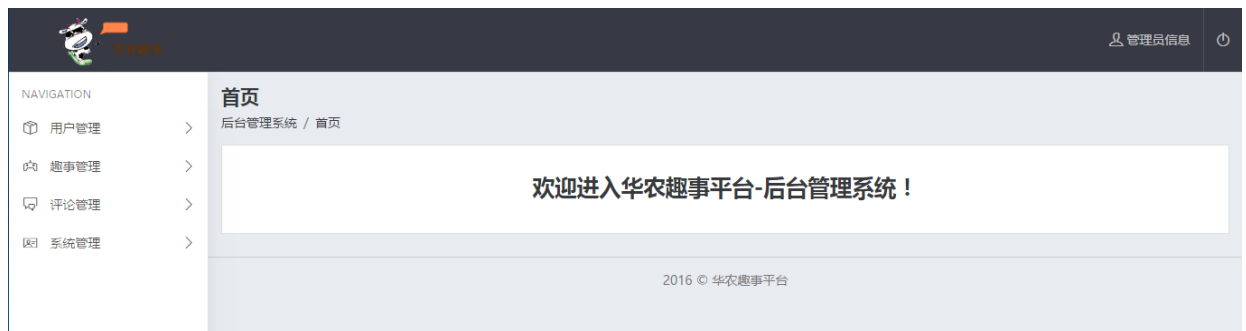 管理员信息
NAVIGATION
用户管理
趣事管理
评论管理
系统管理
首页
后台管理系统 / 首页
欢迎进入华农趣事平台-后台管理系统！
2016 © 华农趣事平台